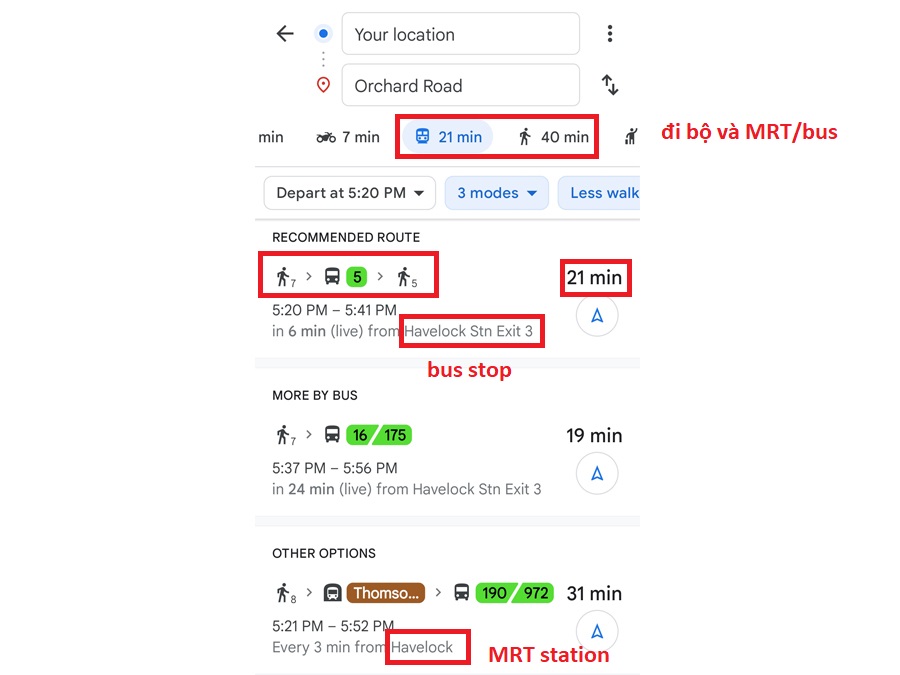 Your location
Orchard Road
min 7 min 21 min 40 min
đi bộ và MRT/bus
Depart at 5:20 PM 3 modes Less walk
RECOMMENDED ROUTE
7 5 5 21 min
5:20 PM – 5:41 PM
in 6 min (live) from Havelock Stn Exit 3
bus stop
MORE BY BUS
7 16/175 19 min
5:37 PM – 5:56 PM
in 24 min (live) from Havelock Stn Exit 3
OTHER OPTIONS
8 Thomso... 190/972 31 min
5:21 PM – 5:52 PM
Every 3 min from Havelock
MRT station